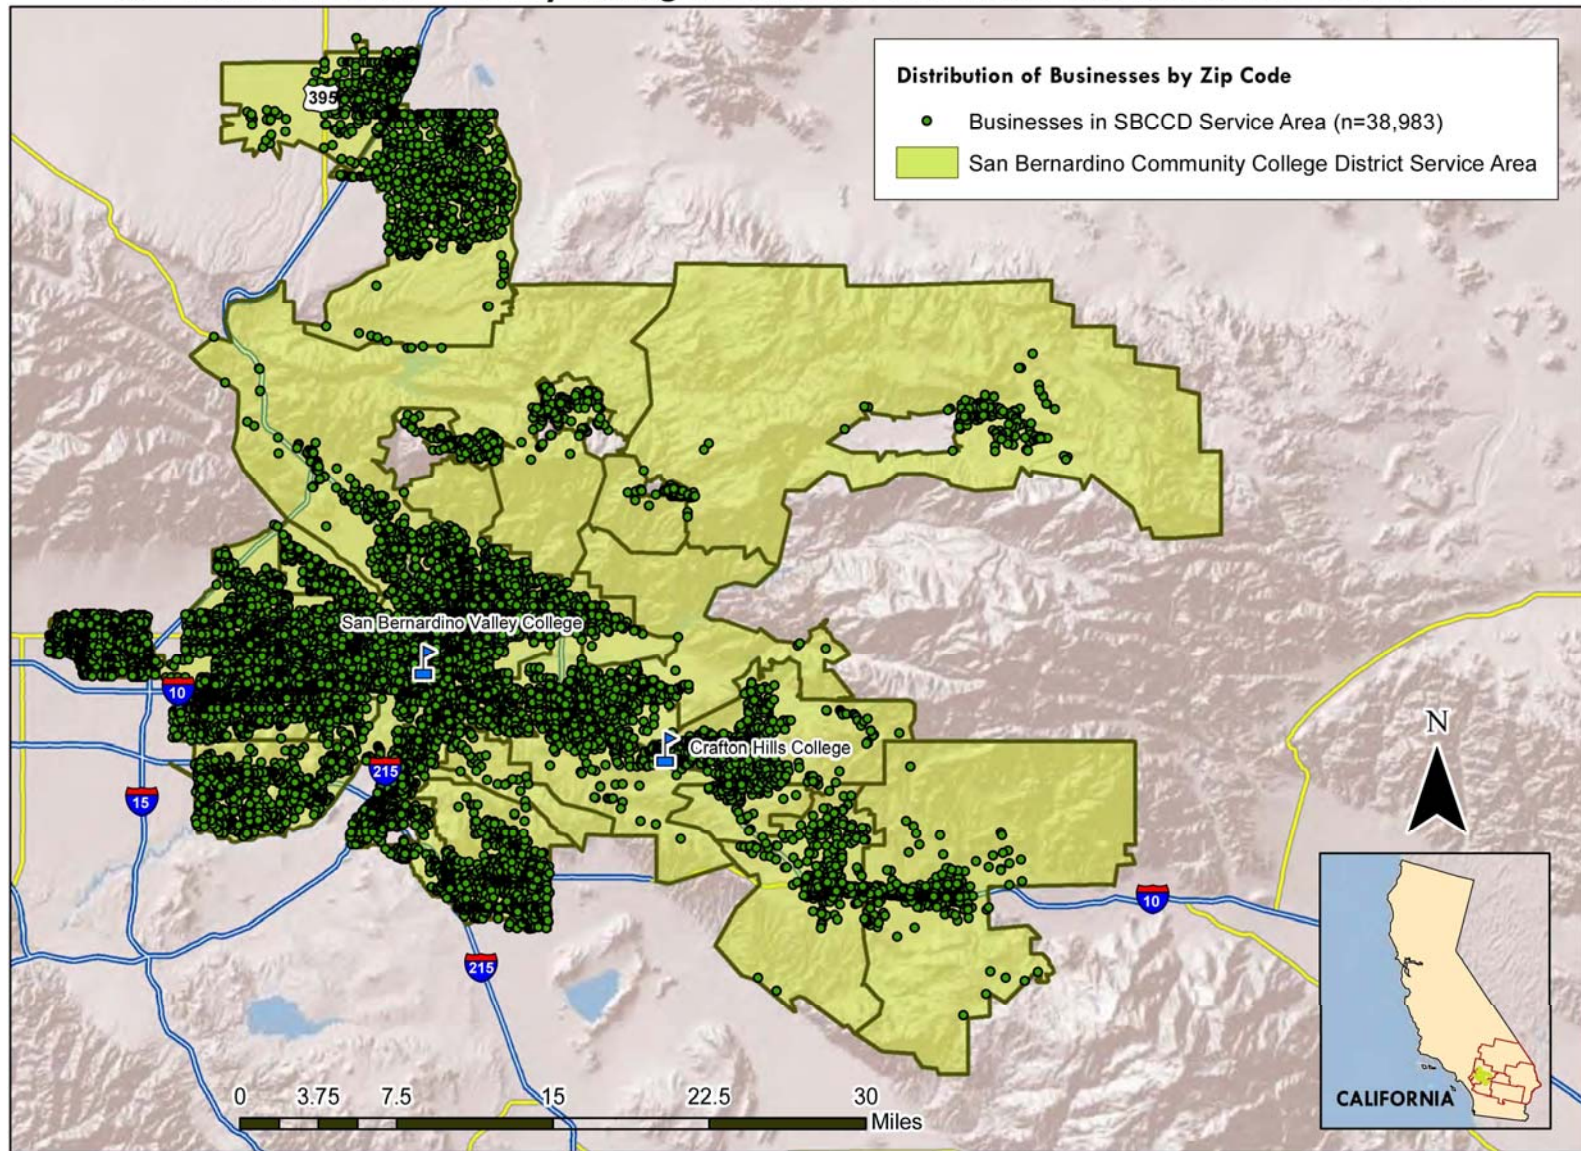 Distribution of Businesses by Zip Code
Businesses in SBCCD Service Area (n=38,983)
San Bernardino Community College District Service Area
395
San Bernardino Valley College
10
Crafton Hills College
215
15
N
10
215
0 3.75 7.5 15 22.5 30
Miles
CALIFORNIA